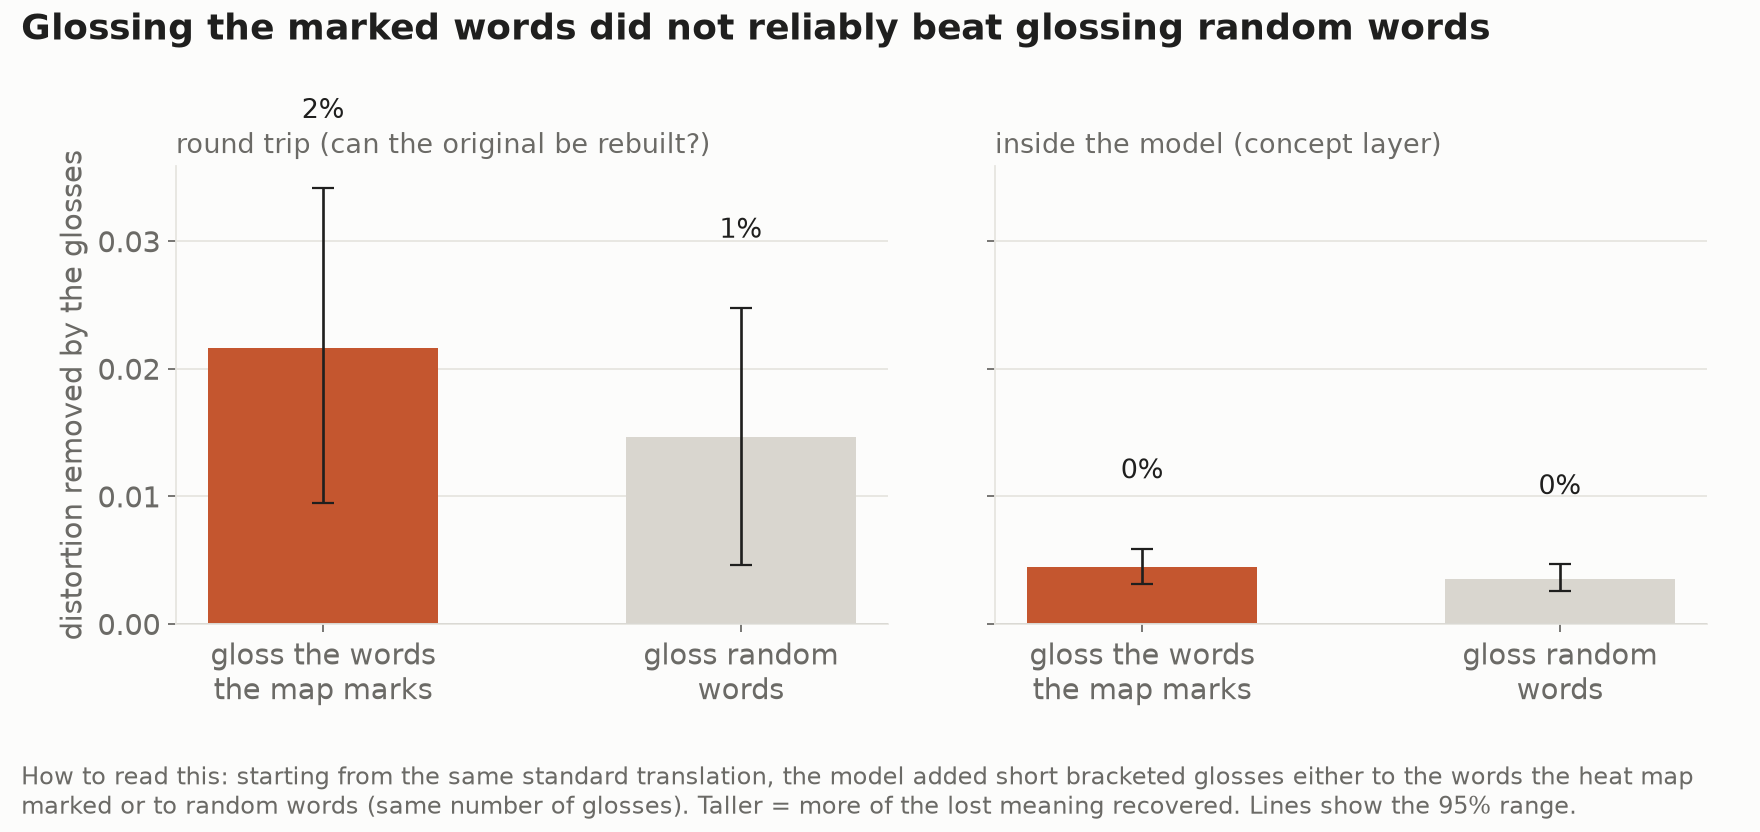 Glossing the marked words did not reliably beat glossing random words
2%
round trip (can the original be rebuilt?)
1%
distortion removed by the glosses
0.03
0.02
0.01
0.00
gloss the words
the map marks
gloss random
words
inside the model (concept layer)
0%
0%
gloss the words
the map marks
gloss random
words
How to read this: starting from the same standard translation, the model added short bracketed glosses either to the words the heat map
marked or to random words (same number of glosses). Taller = more of the lost meaning recovered. Lines show the 95% range.